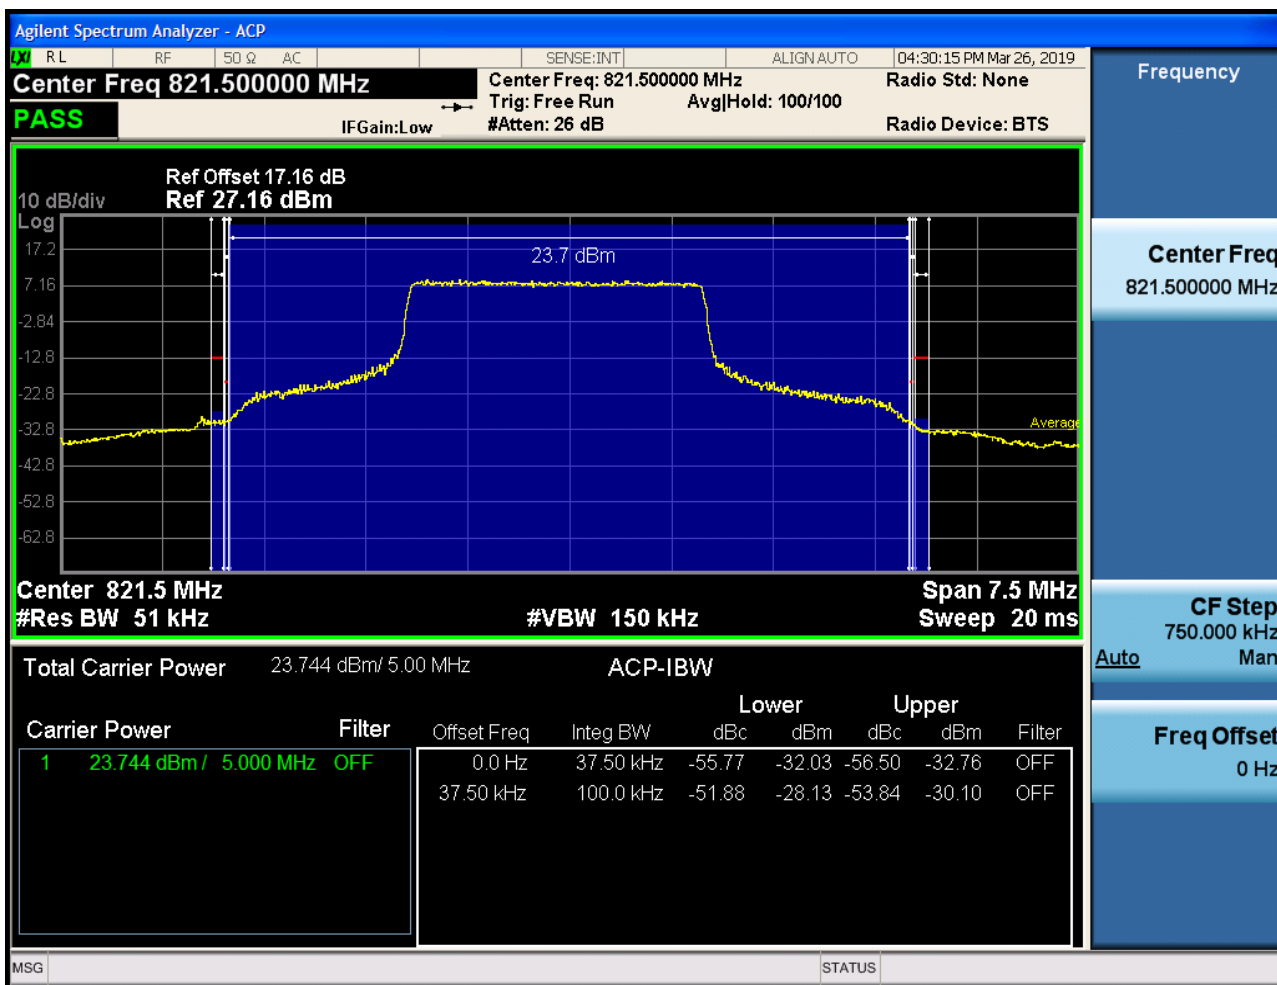 Agilent Spectrum Analyzer - ACP
LXI RL RF 50 Ω AC SENSE:INT ALIGN AUTO 04:30:15 PM Mar 26, 2019
Center Freq 821.500000 MHz Center Freq: 821.500000 MHz Radio Std: None
Trig: Free Run Avg|Hold: 100/100
PASS IFGain:Low #Atten: 26 dB Radio Device: BTS
Ref Offset 17.16 dB
10 dB/div Ref 27.16 dBm
Log
17.2
23.7 dBm
7.16
-2.84
-12.8
-22.8
-32.8
Average
-42.8
-52.8
-62.8
Center 821.5 MHz Span 7.5 MHz
#Res BW 51 kHz #VBW 150 kHz Sweep 20 ms
Total Carrier Power 23.744 dBm/ 5.00 MHz ACP-IBW
Lower Upper
Carrier Power Filter Offset Freq Integ BW dBc dBm dBc dBm Filter
1 23.744 dBm / 5.000 MHz OFF 0.0 Hz 37.50 kHz -55.77 -32.03 -56.50 -32.76 OFF
37.50 kHz 100.0 kHz -51.88 -28.13 -53.84 -30.10 OFF
MSG STATUS
Frequency
Center Freq
821.500000 MHz
CF Step
750.000 kHz
Auto Man
Freq Offset
0 Hz